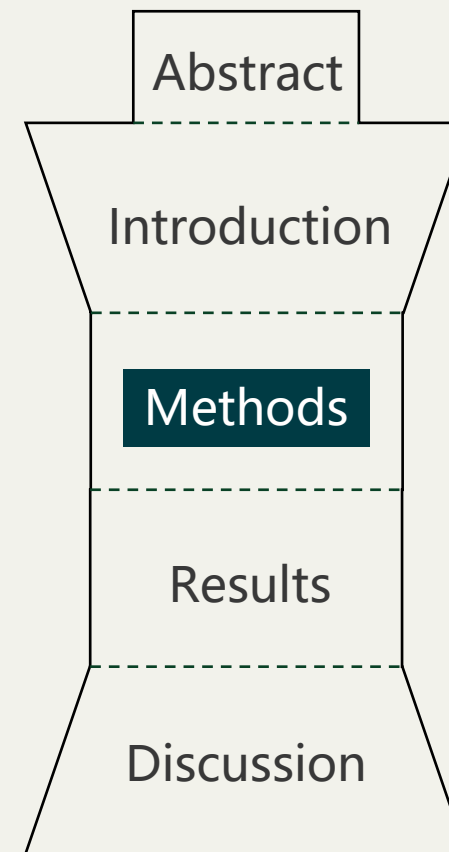 Abstract
Introduction
Methods
Results
Discussion